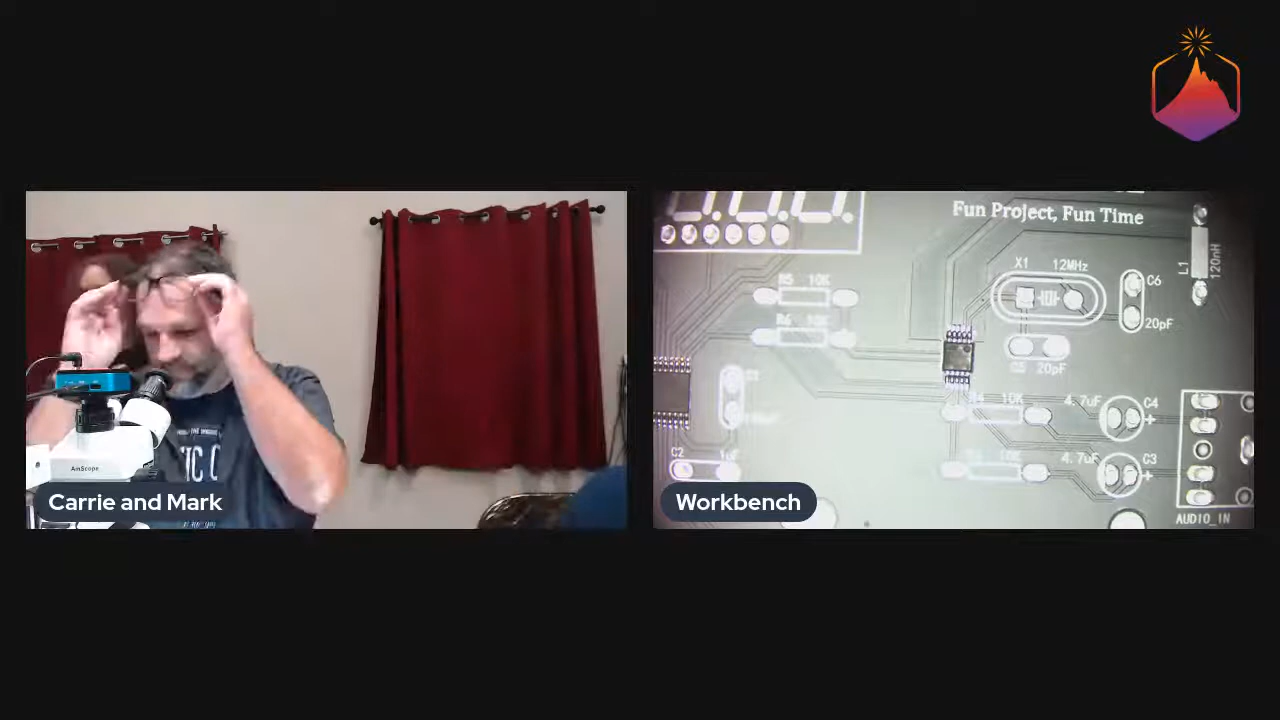 AmScope
Carrie and Mark
Fun Project, Fun Time
L1
120nH
X1
12MHz
C6
20pF
R5
10K
R6
20pF
10K
4.7uF
C4
+
C2
4.7uF
C3
+
10K
AUDIO_IN
Workbench